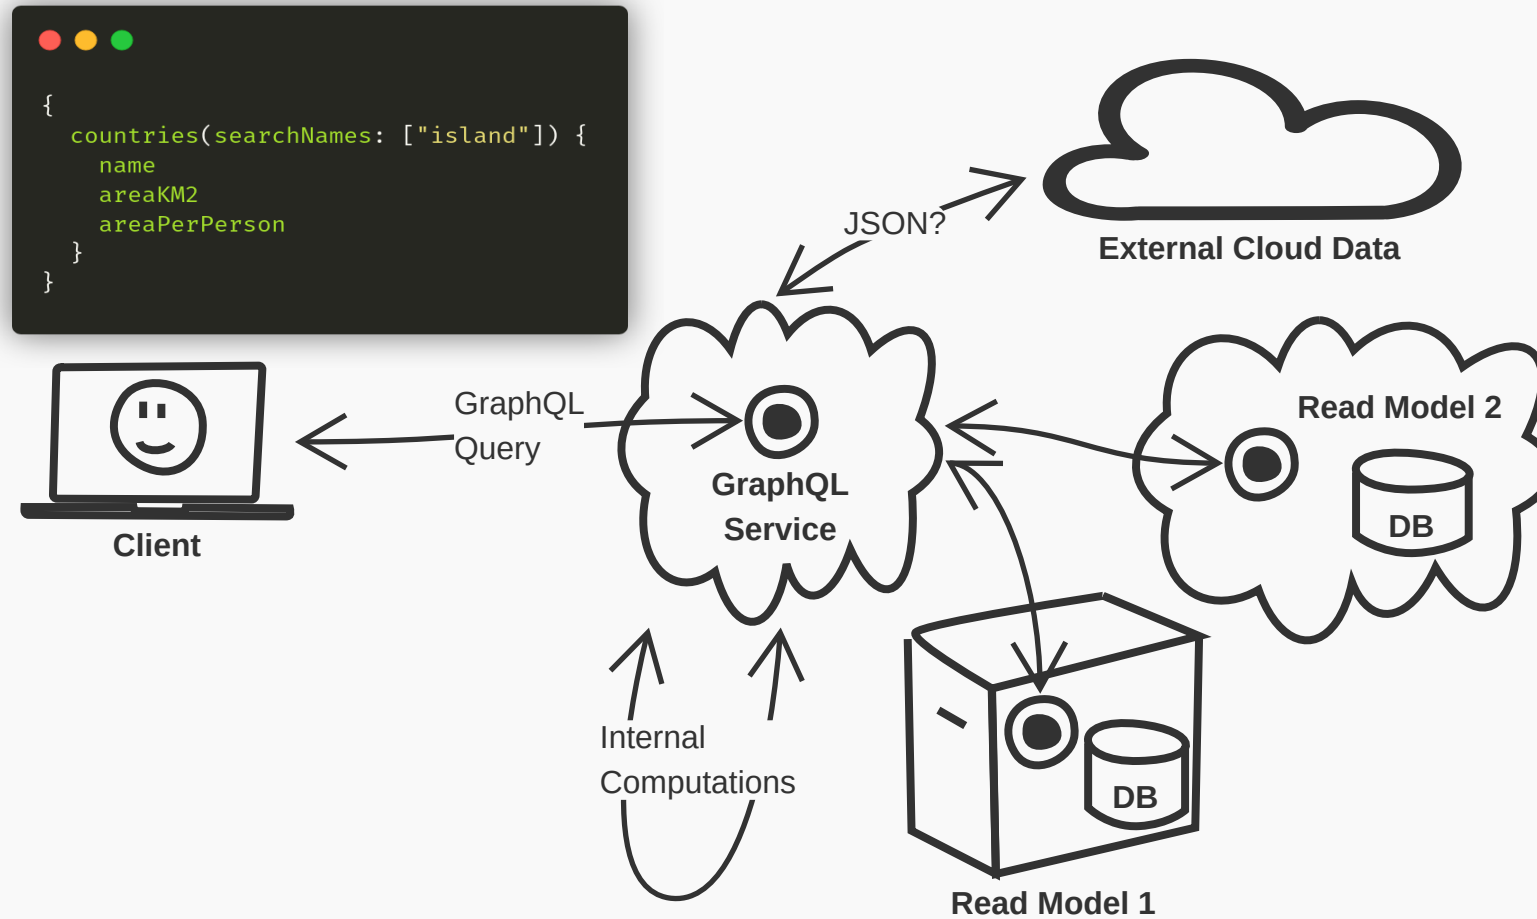 {
  countries(searchNames: ["island"]) {
    name
    areaKM2
    areaPerPerson
  }
}
JSON?
External Cloud Data
GraphQL
Query
Client
GraphQL
Service
Read Model 2
DB
Internal
Computations
DB
Read Model 1